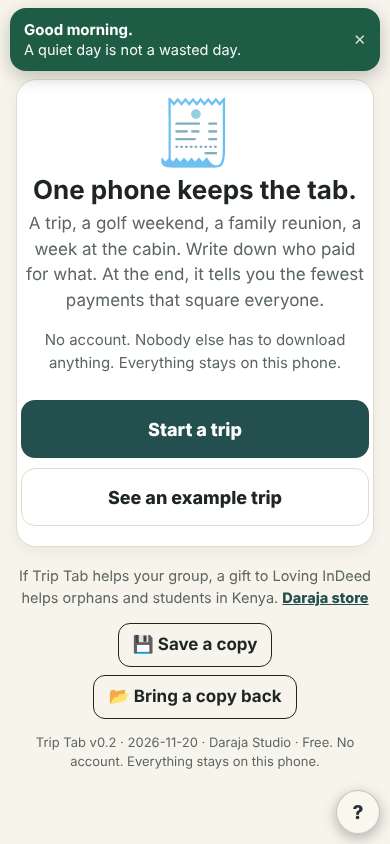 Good morning.
A quiet day is not a wasted day.
×
One phone keeps the tab.
A trip, a golf weekend, a family reunion, a
week at the cabin. Write down who paid
for what. At the end, it tells you the fewest
payments that square everyone.
No account. Nobody else has to download
anything. Everything stays on this phone.
Start a trip
See an example trip
If Trip Tab helps your group, a gift to Loving InDeed
helps orphans and students in Kenya. Daraja store
💾 Save a copy
📂 Bring a copy back
Trip Tab v0.2 · 2026-11-20 · Daraja Studio · Free. No
account. Everything stays on this phone.
?